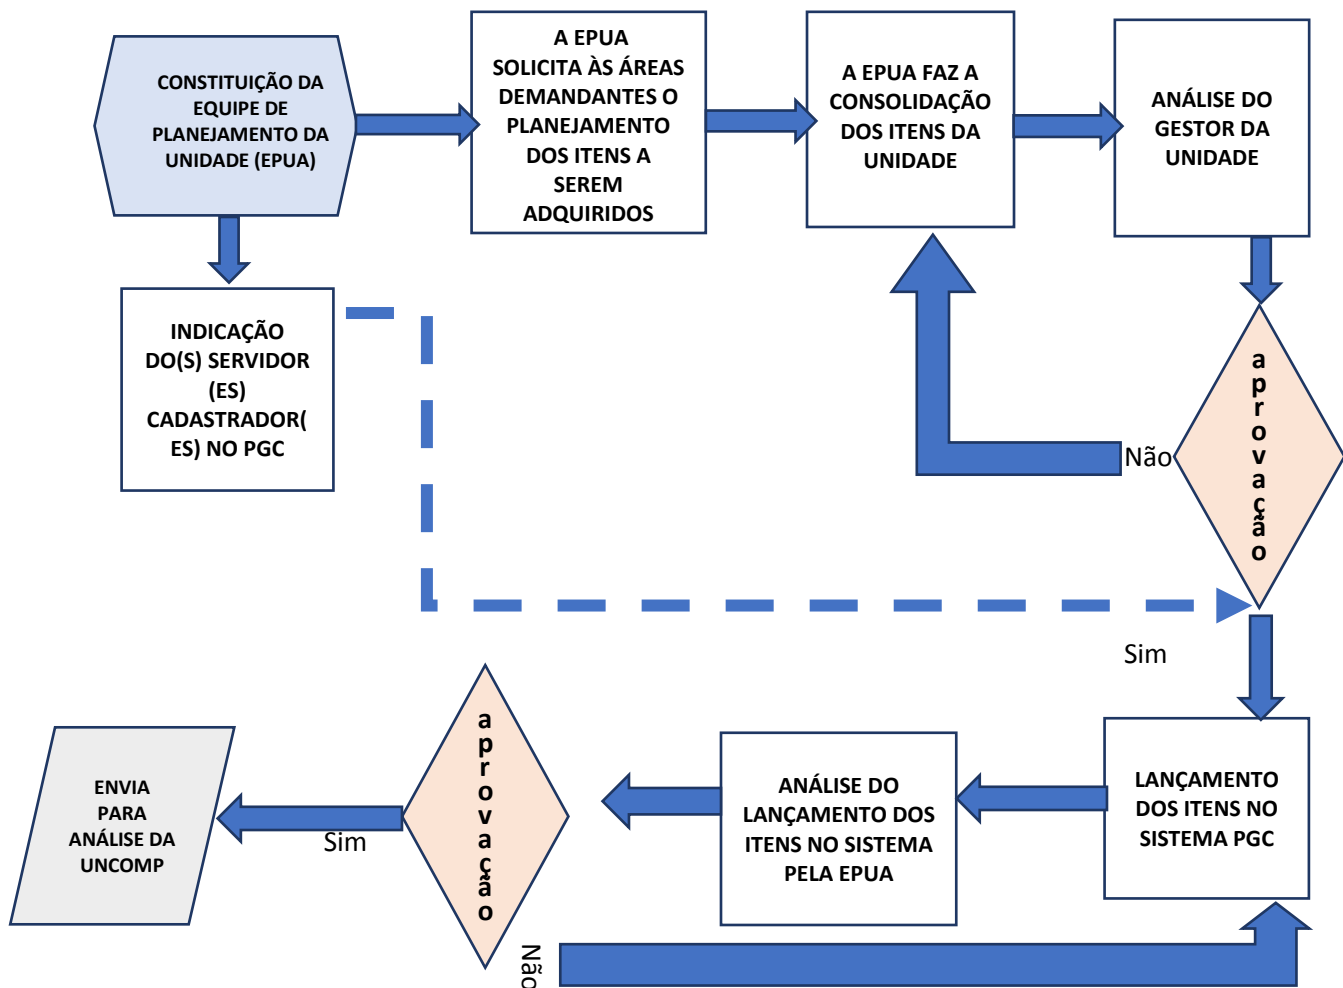 CONSTITUIÇÃO DA
EQUIPE DE
PLANEJAMENTO DA
UNIDADE (EPUA)
A EPUA
SOLICITA ÀS ÁREAS
DEMANDANTES O
PLANEJAMENTO
DOS ITENS A
SEREM
ADQUIRIDOS
A EPUA FAZ A
CONSOLIDAÇÃO
DOS ITENS DA
UNIDADE
ANÁLISE DO
GESTOR DA
UNIDADE
INDICAÇÃO
DO(S) SERVIDOR
(ES)
CADASTRADOR(
ES) NO PGC
aprovação
Não
Sim
LANÇAMENTO
DOS ITENS NO
SISTEMA PGC
ANÁLISE DO
LANÇAMENTO DOS
ITENS NO SISTEMA
PELA EPUA
aprovação
Sim
Não
ENVIA
PARA
ANÁLISE DA
UNCOMP